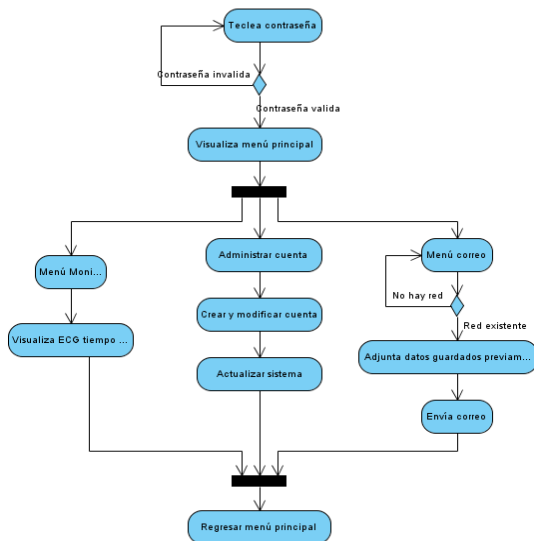 Teclea contraseña
Contraseña invalida
Contraseña valida
Visualiza menú principal
Administrar cuenta
Menú correo
Menú Moni...
No hay red
Crear y modificar cuenta
Red existente
Visualiza ECG tiempo ...
Adjunta datos guardados previam...
Actualizar sistema
Envía correo
Regresar menú principal